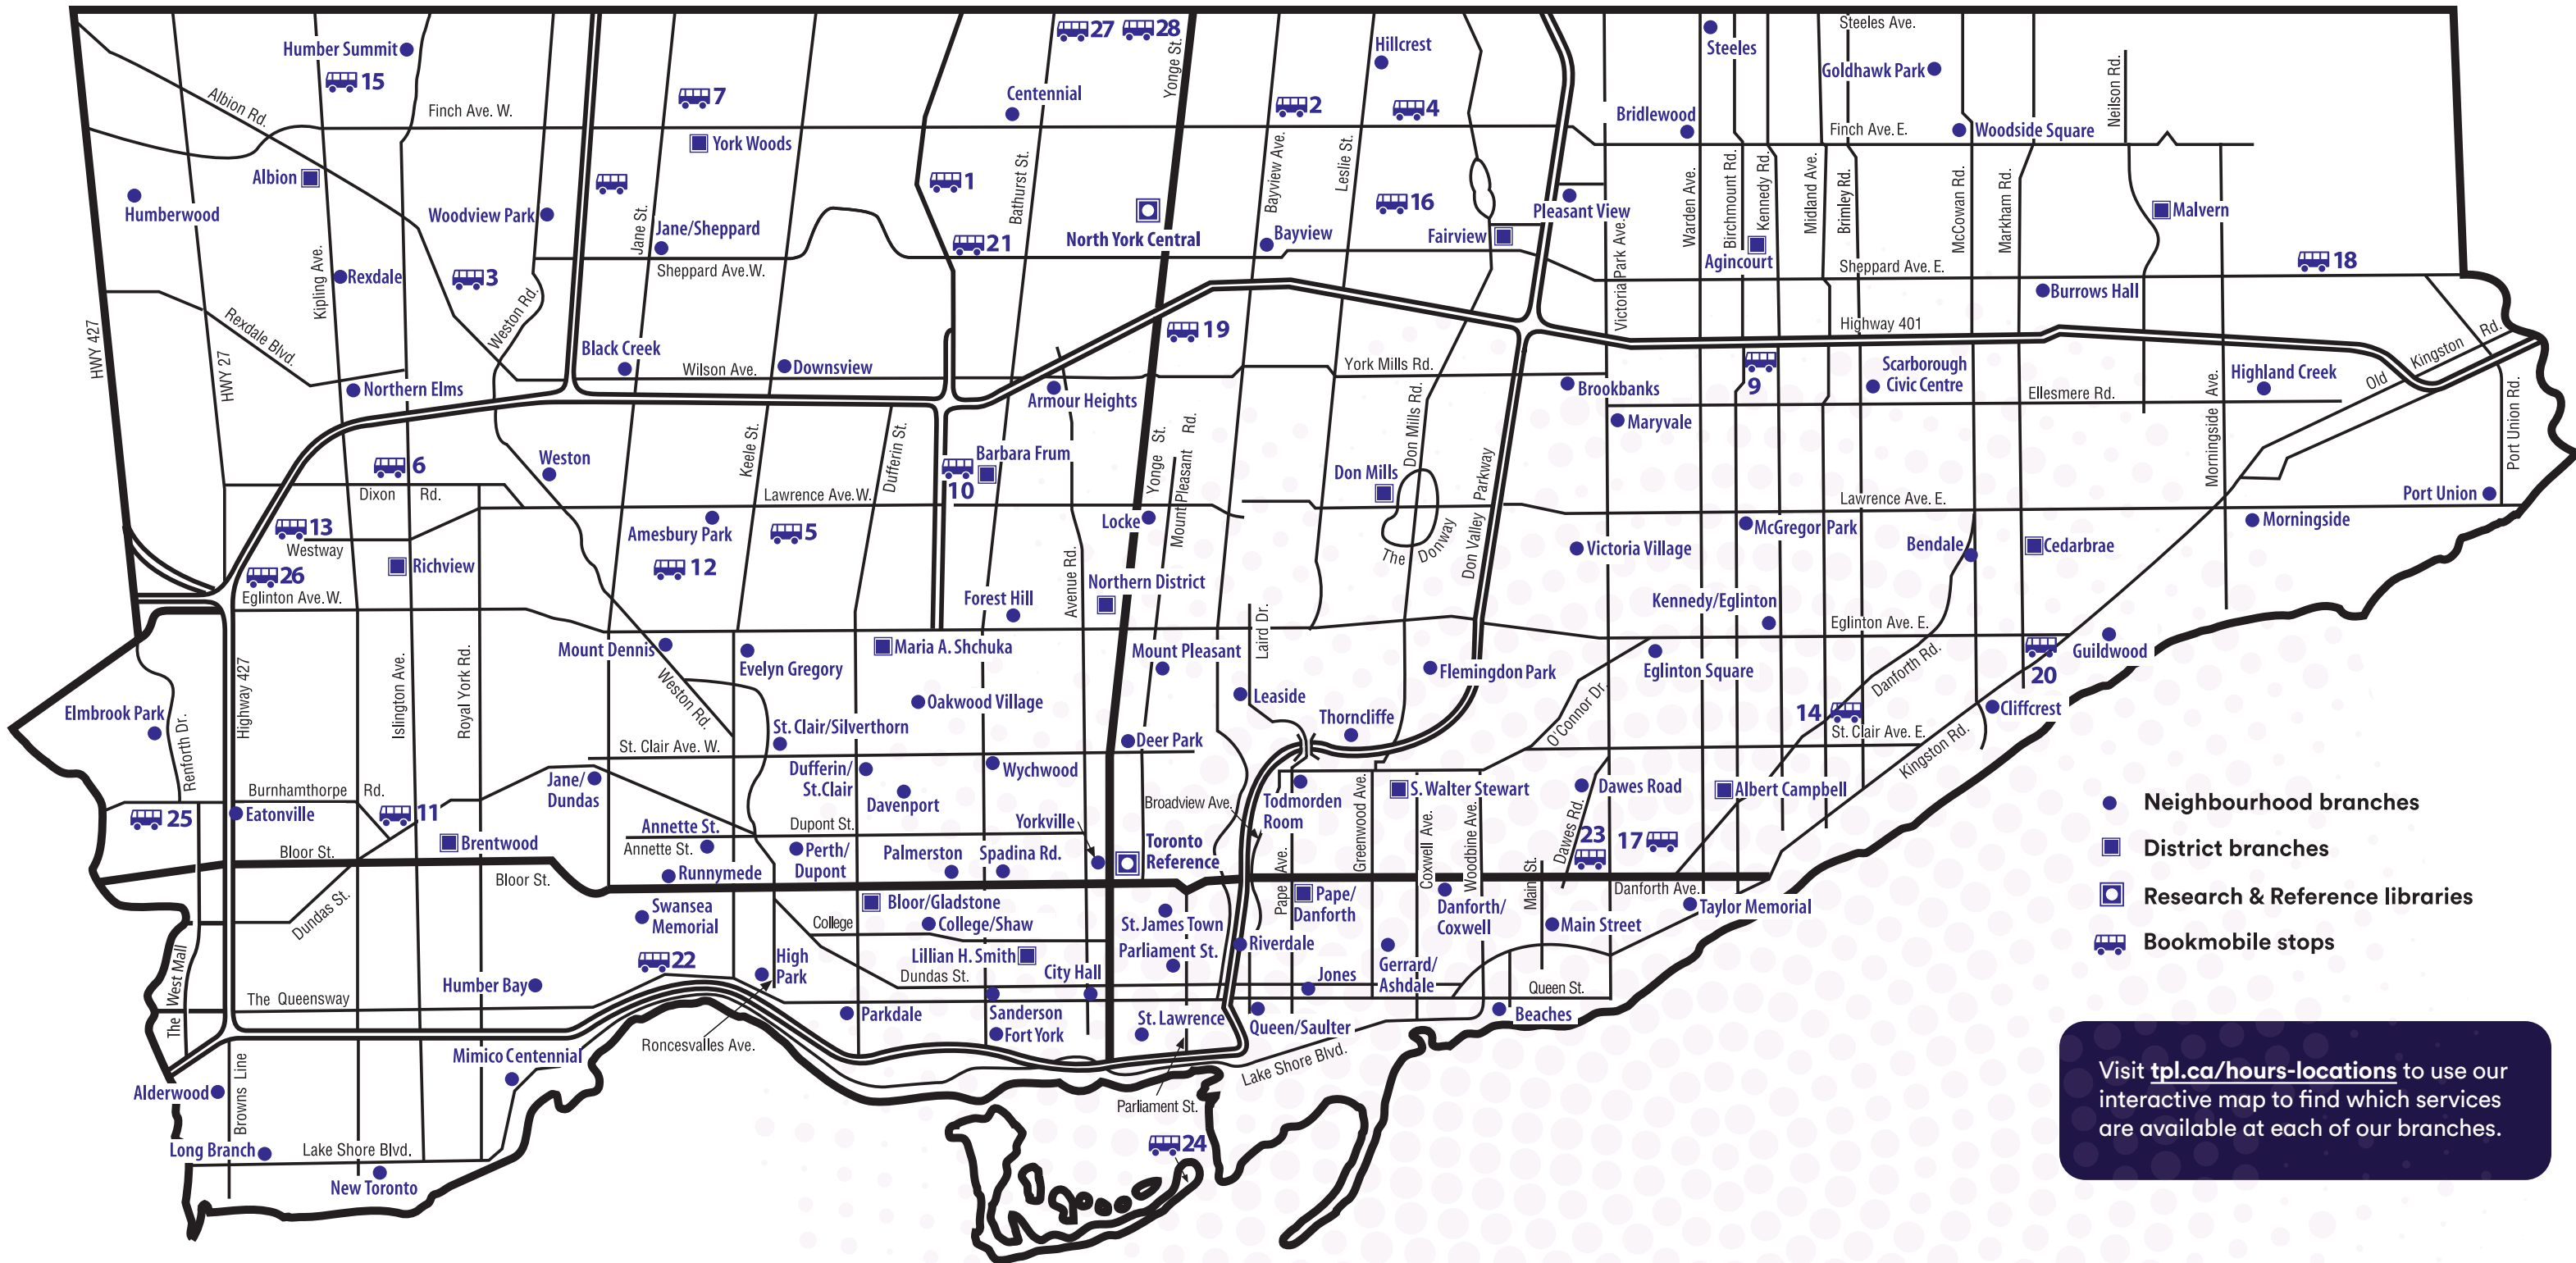 27
28
Steeles Ave.
Humber Summit
15
Yonge St.
Hillcrest
Steeles
Goldhawk Park
Neilson Rd.
Albion Rd.
Finch Ave. W.
7
Centennial
2
4
Bridlewood
Finch Ave. E.
Woodside Square
York Woods
Albion
1
Bathurst St.
Bayview Ave.
Leslie St.
16
Warden Ave.
Birchmount Rd.
Kennedy Rd.
Midland Ave.
Brimley Rd.
McCowan Rd.
Markham Rd.
Humberwood
Woodview Park
Jane St.
Jane/Sheppard
21
North York Central
Bayview
Fairview
Pleasant View
Malvern
Kipling Ave.
Rexdale
3
Sheppard Ave.W.
Victoria Park Ave.
Agincourt
Sheppard Ave. E.
18
Burrows Hall
HWY 427
HWY 27
Rexdale Blvd.
Weston Rd.
19
Highway 401
Old
Kingston
Rd.
Black Creek
Wilson Ave.
Downsview
York Mills Rd.
Northern Elms
Armour Heights
Brookbanks
9
Scarborough
Civic Centre
Ellesmere Rd.
Highland Creek
Morningside Ave.
Port Union Rd.
Maryvale
6
Weston
Keele St.
Dufferin St.
10
Barbara Frum
Yonge St.
Mount Pleasant Rd.
Don Mills
Don Mills Rd.
Don Valley Parkway
Dixon Rd.
Lawrence Ave.W.
Lawrence Ave. E.
Port Union
13
Westway
Amesbury Park
5
Locke
The Donway
Victoria Village
McGregor Park
Bendale
Cedarbrae
Morningside
26
Richview
12
Eglinton Ave.W.
Forest Hill
Avenue Rd.
Northern District
Laird Dr.
Kennedy/Eglinton
Eglinton Ave. E.
Mount Dennis
Evelyn Gregory
Maria A. Shchuka
Mount Pleasant
Flemingdon Park
Eglinton Square
20
Guildwood
Highway 427
Islington Ave.
Royal York Rd.
Weston Rd.
Oakwood Village
Leaside
O'Connor Dr.
Danforth Rd.
Elmbrook Park
Renforth Dr.
St. Clair/Silverthorn
Thorncliffe
14
Cliffcrest
St. Clair Ave. W.
Deer Park
St. Clair Ave. E.
Kingston Rd.
Jane/
Dundas
Dufferin/
St.Clair
Wychwood
Davenport
Broadview Ave.
Todmorden
Room
Greenwood Ave.
S. Walter Stewart
Dawes Road
Albert Campbell
Burnhamthorpe Rd.
25
Eatonville
11
Brentwood
Annette St.
Annette St.
Dupont St.
Yorkville
Toronto
Reference
Coxwell Ave.
Woodbine Ave.
Dawes Rd.
23
17
Bloor St.
Bloor St.
Runnymede
Perth/
Dupont
Palmerston
Spadina Rd.
Pape Ave.
Main St.
Danforth Ave.
Dundas St.
Swansea
Memorial
Bloor/Gladstone
College
College/Shaw
St. James Town
Pape/
Danforth
Danforth/
Coxwell
Main Street
Taylor Memorial
The West Mall
22
High
Park
Lillian H. Smith
Dundas St.
City Hall
Parliament St.
Riverdale
Jones
Gerrard/
Ashdale
Queen St.
The Queensway
Humber Bay
Parkdale
Sanderson
Fort York
St. Lawrence
Queen/Saulter
Beaches
Roncesvalles Ave.
Lake Shore Blvd.
Mimico Centennial
Alderwood
Browns Line
Parliament St.
Long Branch
Lake Shore Blvd.
New Toronto
24
Neighbourhood branches
District branches
Research & Reference libraries
Bookmobile stops
Visit tpl.ca/hours-locations to use our
interactive map to find which services
are available at each of our branches.